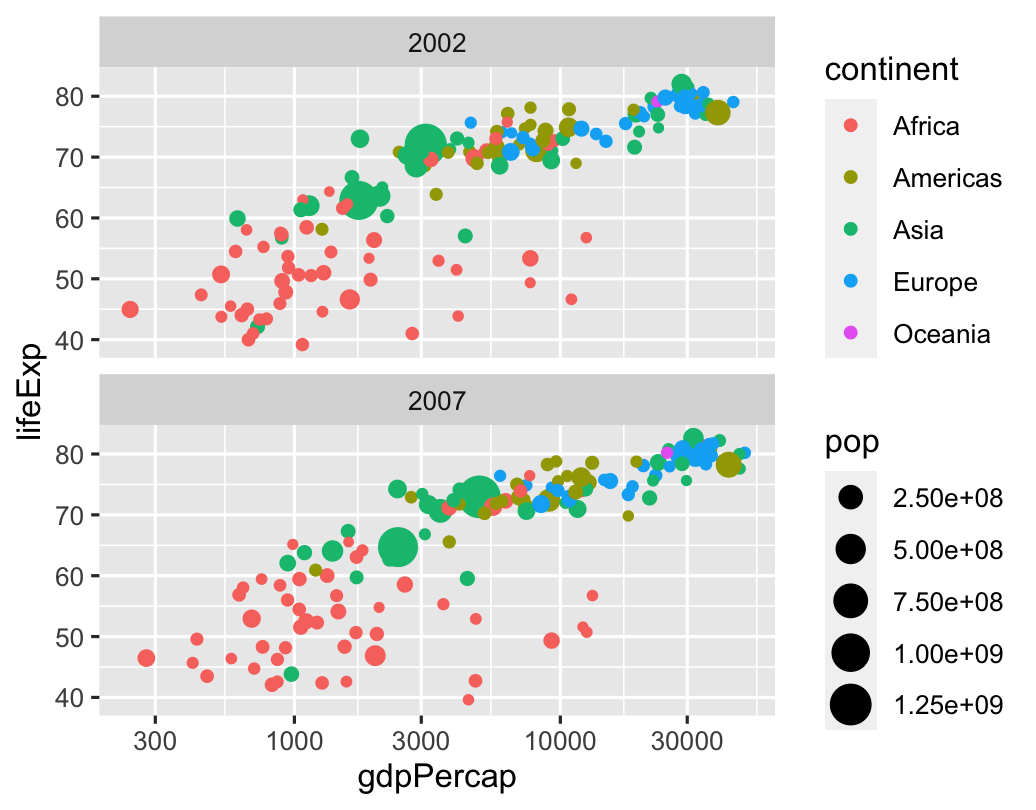 2002
80
70
60
50
40
2007
80
70
60
50
40
lifeExp
300 1000 3000 10000 30000
gdpPercap
continent
Africa
Americas
Asia
Europe
Oceania
pop
2.50e+08
5.00e+08
7.50e+08
1.00e+09
1.25e+09